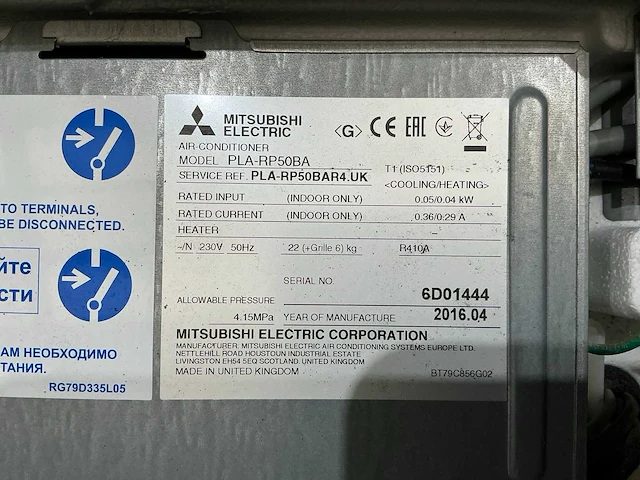 MITSUBISHI
ELECTRIC
<G> CE EAC
AIR-CONDITIONER
MODEL PLA-RP50BA
T1 (ISO5151)
SERVICE REF. PLA-RP50BAR4.UK
<COOLING/HEATING>
RATED INPUT (INDOOR ONLY) 0.05/0.04 kW
RATED CURRENT (INDOOR ONLY) 0.36/0.29 A
HEATER –
~/N 230V 50Hz 22 (+Grille 6) kg R410A
SERIAL NO.
6D01444
ALLOWABLE PRESSURE
4.15MPa YEAR OF MANUFACTURE 2016.04
MITSUBISHI ELECTRIC CORPORATION
MANUFACTURER: MITSUBISHI ELECTRIC AIR CONDITIONING SYSTEMS EUROPE LTD.
NETTLEHILL ROAD HOUSTOUN INDUSTRIAL ESTATE
LIVINGSTON EH54 5EQ SCOTLAND, UNITED KINGDOM
MADE IN UNITED KINGDOM
BT79C856G02
TO TERMINALS,
BE DISCONNECTED.
йте
сти
АМ НЕОБХОДИМО
ТАНИЯ.
RG79D335L05